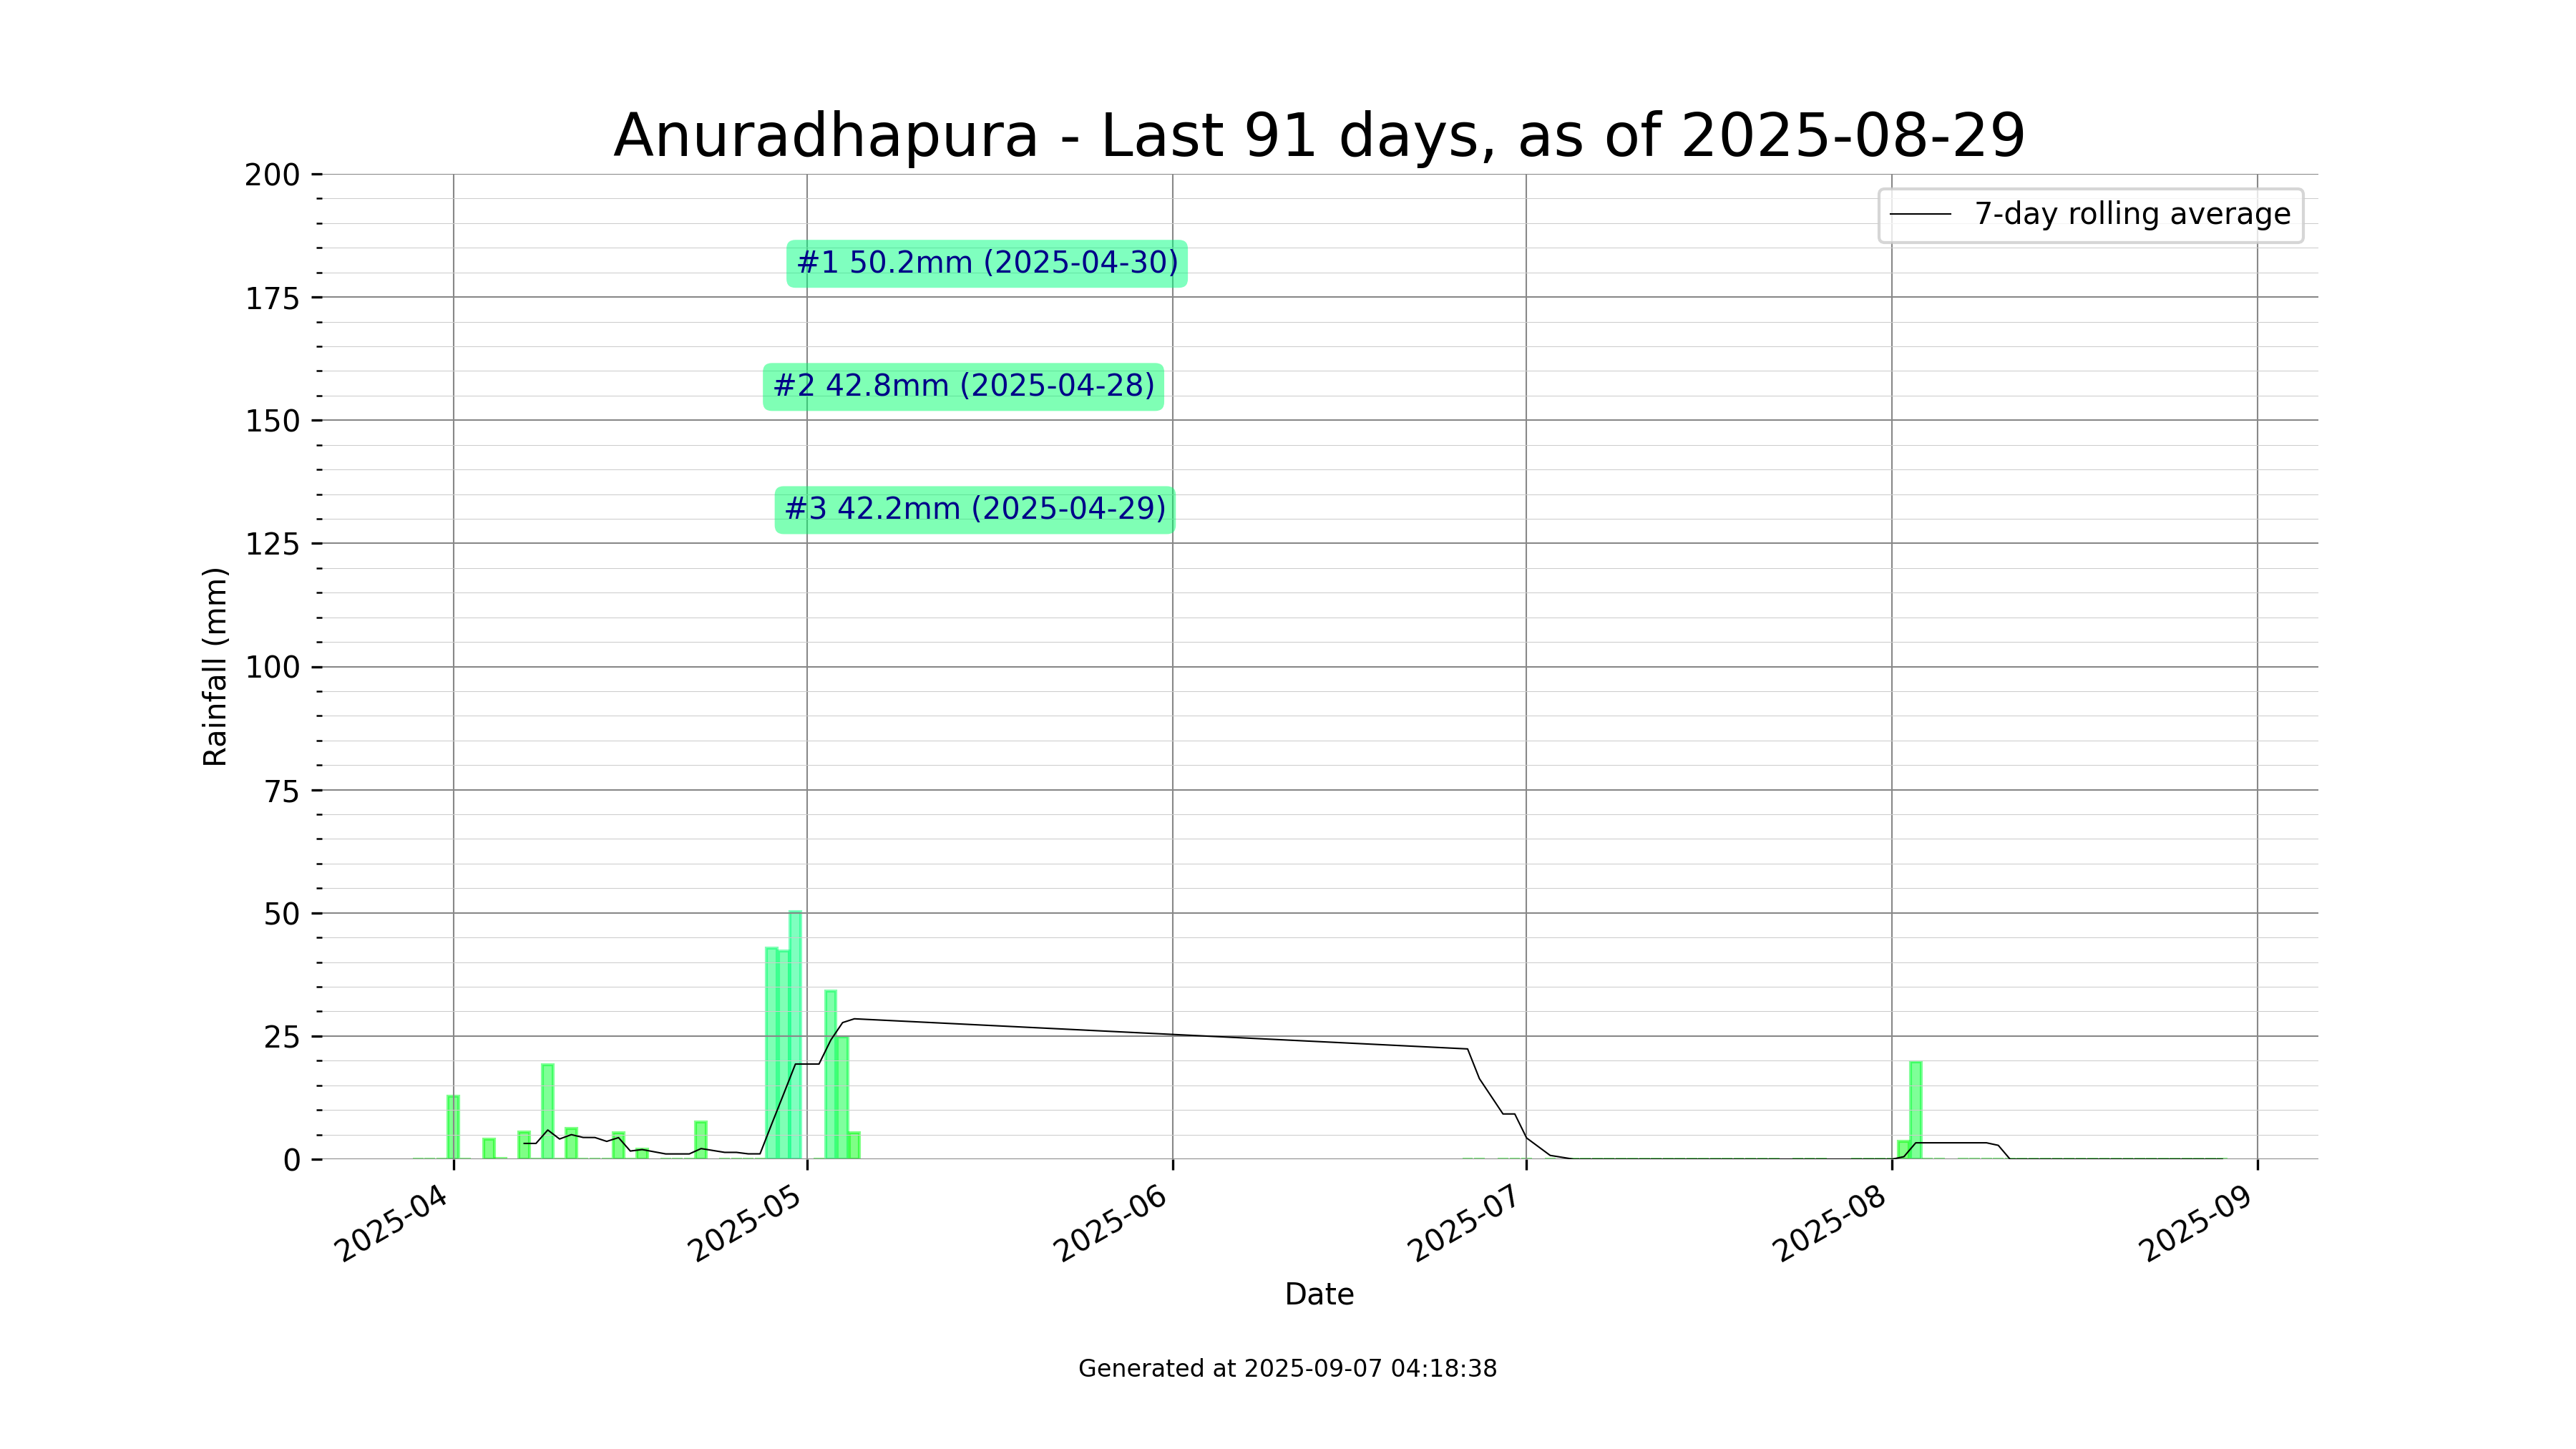 Anuradhapura - Last 91 days, as of 2025-08-29
7-day rolling average
#1 50.2mm (2025-04-30)
#2 42.8mm (2025-04-28)
#3 42.2mm (2025-04-29)
Rainfall (mm)
200
175
150
125
100
75
50
25
0
2025-04
2025-05
2025-06
2025-07
2025-08
2025-09
Date
Generated at 2025-09-07 04:18:38